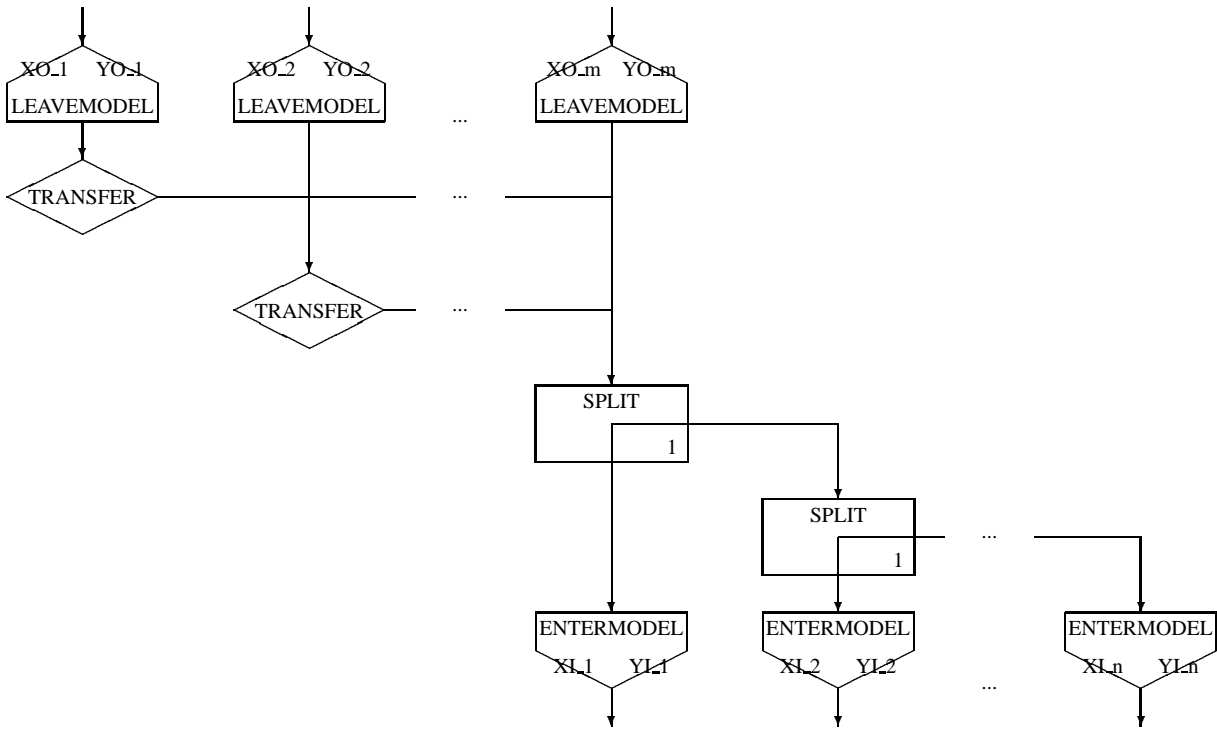 XO_1 YO_1 XO_2 YO_2 XO_m YO_m
LEAVEMODEL LEAVEMODEL ... LEAVEMODEL
TRANSFER ...
TRANSFER ...
SPLIT
1
SPLIT
...
1
ENTERMODEL ENTERMODEL ENTERMODEL
XI_1 YI_1 XI_2 YI_2 ... XI_n YI_n